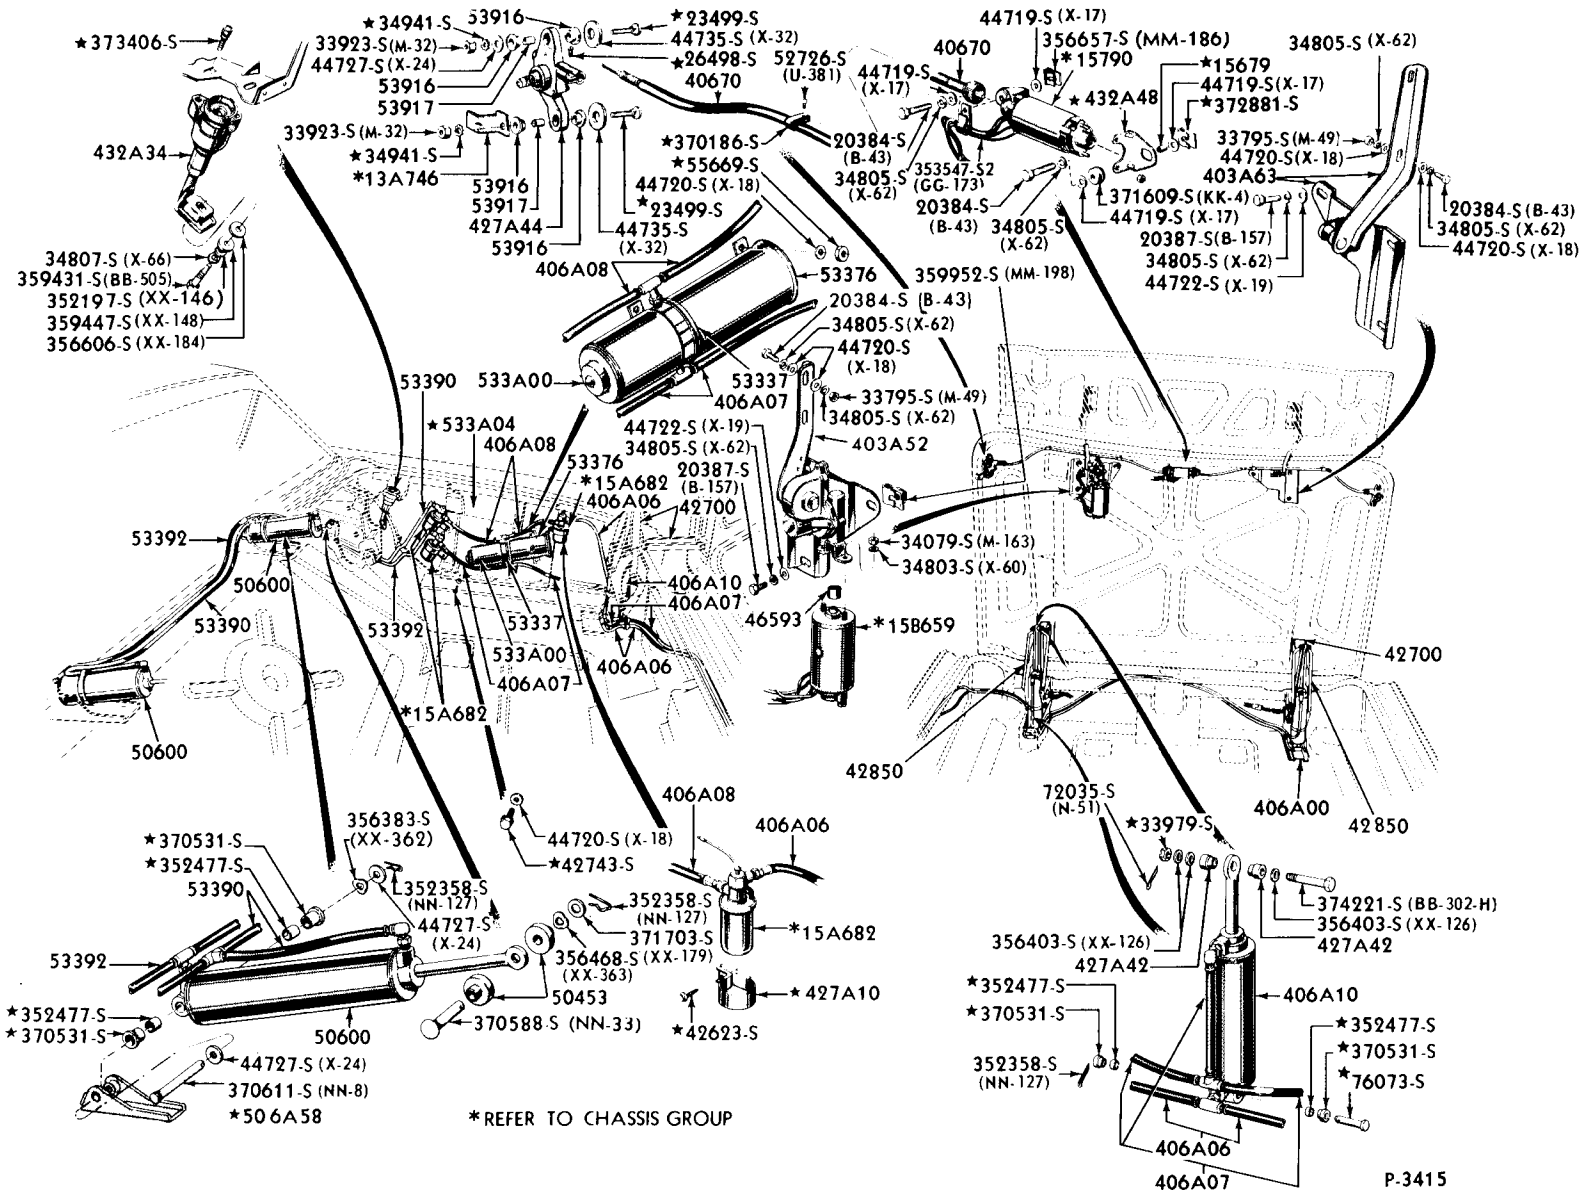 ★373406-S
432A34
34807-S (X-66)
359431-S (BB-505)
352197-S (XX-146)
359447-S (XX-148)
356606-S (XX-184)
★34941-S
33923-S (M-32)
44727-S (X-24)
53916
53917
33923-S (M-32)
★34941-S
*13A746
53916
★23499-S
44735-S (X-32)
★26498-S
40670
53916
53917
427A44
53916
★23499-S
44735-S
(X-32)
52726-S
(U-381)
★370186-S
★55669-S
44720-S (X-18)
44719-S (X-17)
356657-S (MM-186)
*15790
40670
44719-S
(X-17)
★432A48
20384-S
(B-43)
34805-S
(X-62)
353547-S2
(GG-173)
20384-S
(B-43)
34805-S
(X-62)
★15679
44719-S (X-17)
★372881-S
371609-S (KK-4)
44719-S (X-17)
34805-S (X-62)
33795-S (M-49)
44720-S (X-18)
403A63
20387-S (B-157)
34805-S (X-62)
44722-S (X-19)
20384-S (B-43)
34805-S (X-62)
44720-S (X-18)
406A08
53376
359952-S (MM-198)
20384-S (B-43)
34805-S (X-62)
44720-S
(X-18)
533A00
53337
406A07
33795-S (M-49)
34805-S (X-62)
403A52
44722-S (X-19)
34805-S (X-62)
20387-S
(B-157)
34079-S (M-163)
34803-S (X-60)
46593
*15B659
53390
★533A04
406A08
53376
*15A682
406A06
42700
53392
50600
53390
53392
53337
533A00
406A07
*15A682
406A10
406A07
406A06
50600
42700
42850
406A00
42850
44720-S (X-18)
★42743-S
356383-S
(XX-362)
★370531-S
★352477-S
53390
352358-S
(NN-127)
44727-S
(X-24)
53392
★352477-S
★370531-S
50600
44727-S (X-24)
370611-S (NN-8)
★506A58
352358-S
(NN-127)
371703-S
(XX-179)
356468-S
(XX-363)
50453
370588-S (NN-33)
406A08
406A06
*15A682
★427A10
★42623-S
72035-S
(N-51)
★33979-S
374221-S (BB-302-H)
356403-S (XX-126)
427A42
356403-S (XX-126)
427A42
★352477-S
★370531-S
352358-S
(NN-127)
406A10
★352477-S
★370531-S
★76073-S
406A06
406A07
*REFER TO CHASSIS GROUP
P-3415